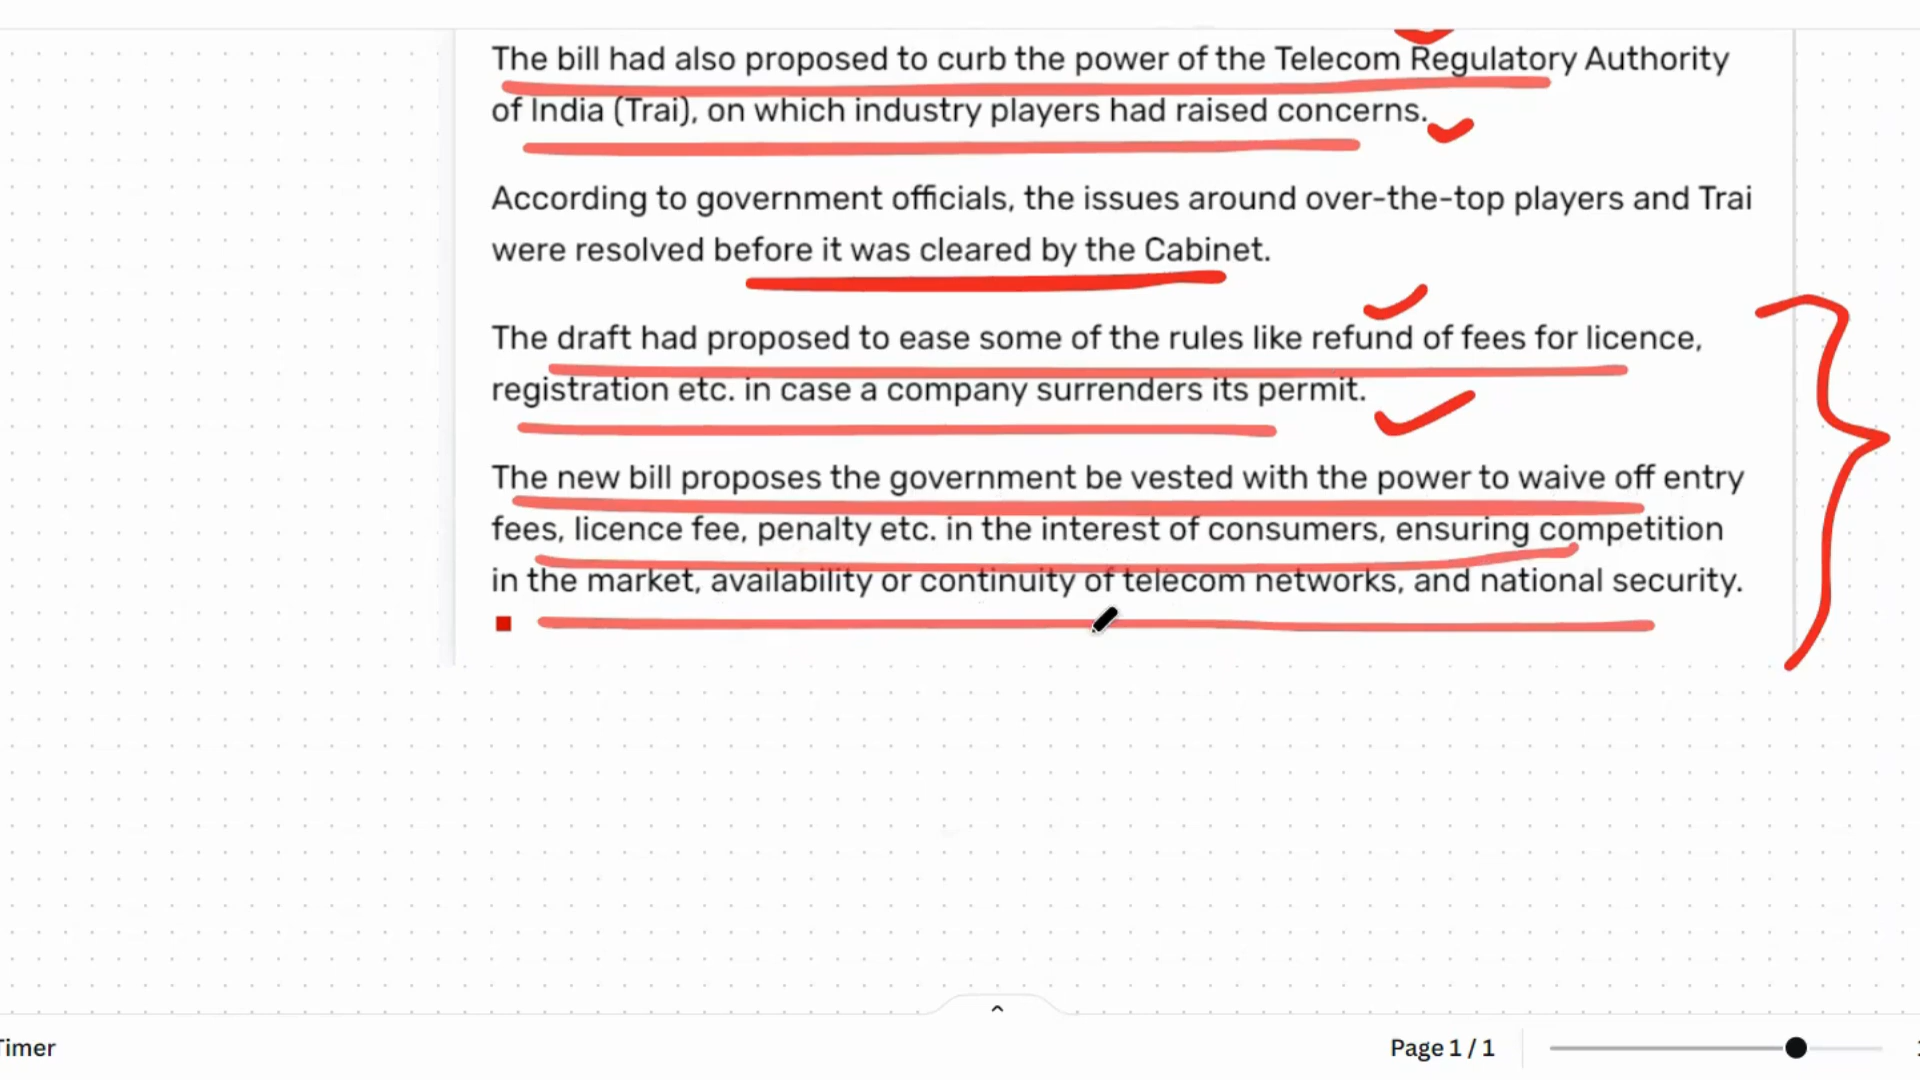 The bill had also proposed to curb the power of the Telecom Regulatory Authority
of India (Trai), on which industry players had raised concerns.
According to government officials, the issues around over-the-top players and Trai
were resolved before it was cleared by the Cabinet.
The draft had proposed to ease some of the rules like refund of fees for licence,
registration etc. in case a company surrenders its permit.
The new bill proposes the government be vested with the power to waive off entry
fees, licence fee, penalty etc. in the interest of consumers, ensuring competition
in the market, availability or continuity of telecom networks, and national security.
Timer
Page 1 / 1